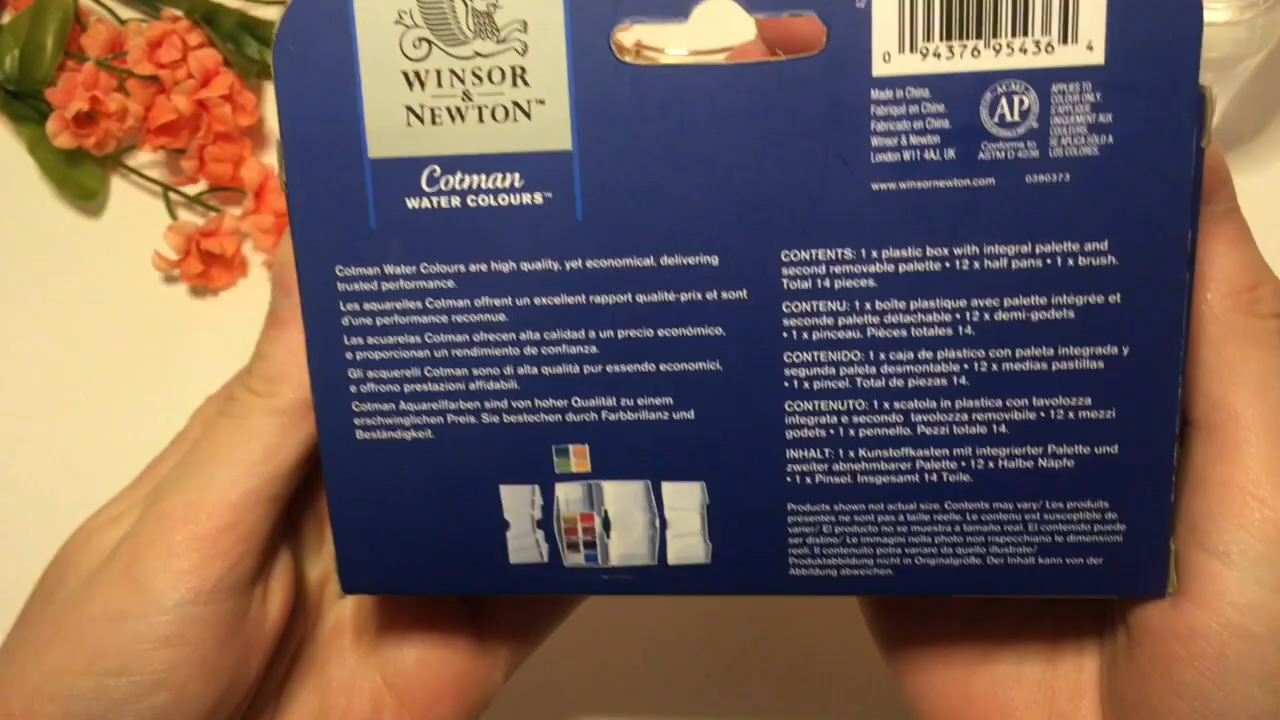 WINSOR
&
NEWTON™
Cotman
WATER COLOURS™
Cotman Water Colours are high quality, yet economical, delivering
trusted performance.
Les aquarelles Cotman offrent un excellent rapport qualité-prix et sont
d'une performance reconnue.
Las acuarelas Cotman ofrecen alta calidad a un precio económico,
e proporcionan un rendimiento de confianza.
Gli acquerelli Cotman sono di alta qualità pur essendo economici,
e offrono prestazioni affidabili.
Cotman Aquarellfarben sind von hoher Qualität zu einem
erschwinglichen Preis. Sie bestechen durch Farbbrillanz und
Beständigkeit.
0 94376 95436 4
Made in China.
Fabriqué en Chine.
Fabricado en China.
Winsor & Newton
London W11 4AJ, UK
ACMI
AP
Conforms to
ASTM D 4236
APPLIES TO
COLOUR ONLY.
S'APPLIQUE
UNIQUEMENT AUX
COULEURS.
SE APLICA SÓLO A
LOS COLORES.
www.winsornewton.com
0390373
CONTENTS: 1 x plastic box with integral palette and
second removable palette • 12 x half pans • 1 x brush.
Total 14 pieces.
CONTENU: 1 x boîte plastique avec palette intégrée et
seconde palette détachable • 12 x demi-godets
• 1 x pinceau. Pièces totales 14.
CONTENIDO: 1 x caja de plástico con paleta integrada y
segunda paleta desmontable • 12 x medias pastillas
• 1 x pincel. Total de piezas 14.
CONTENUTO: 1 x scatola in plastica con tavolozza
integrata e secondo tavolozza removibile • 12 x mezzi
godets • 1 x pennello. Pezzi totale 14.
INHALT: 1 x Kunstoffkasten mit integrierter Palette und
zweiter abnehmbarer Palette • 12 x Halbe Näpfe
• 1 x Pinsel. Insgesamt 14 Teile.
Products shown not actual size. Contents may vary/ Les produits
presentes ne sont pas à taille réelle. Le contenu est susceptible de
varier/ El producto no se muestra a tamaño real. El contenido puede
ser distino/ Le immagini nella photo non rispecchiano le dimensioni
reeli. Il contenuito potra variare da quello illustrate/
Produktabbildung nicht in Originalgröße. Der Inhalt kann von der
Abbildung abweichen.